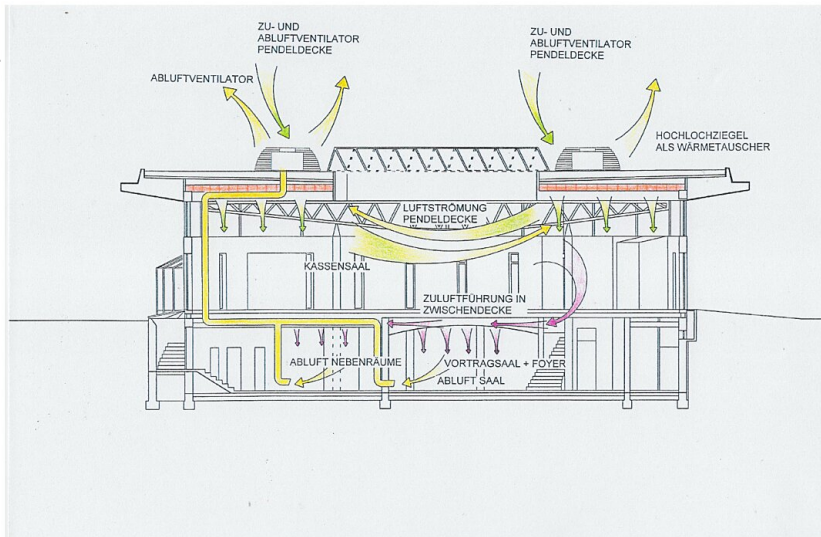 ZU- UND
ABLUFTVENTILATOR
PENDELDECKE
ZU- UND
ABLUFTVENTILATOR
PENDELDECKE
ABLUFTVENTILATOR
HOCHLOCHZIEGEL
ALS WÄRMETAUSCHER
LUFTSTRÖMUNG
PENDELDECKE
KASSENSAAL
ZULUFTFÜHRUNG IN
ZWISCHENDECKE
ABLUFT NEBENRÄUME
VORTRAGSAAL + FOYER
ABLUFT SAAL